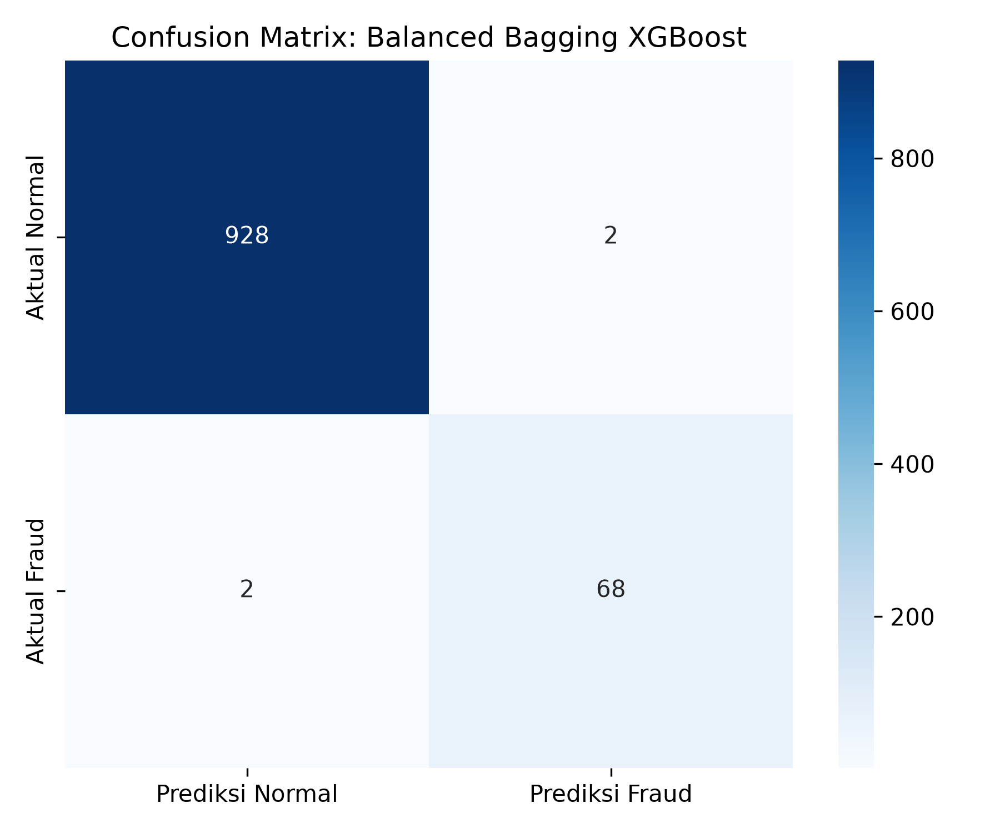 Confusion Matrix: Balanced Bagging XGBoost
Aktual Normal
928
2
Aktual Fraud
2
68
Prediksi Normal
Prediksi Fraud
800
600
400
200